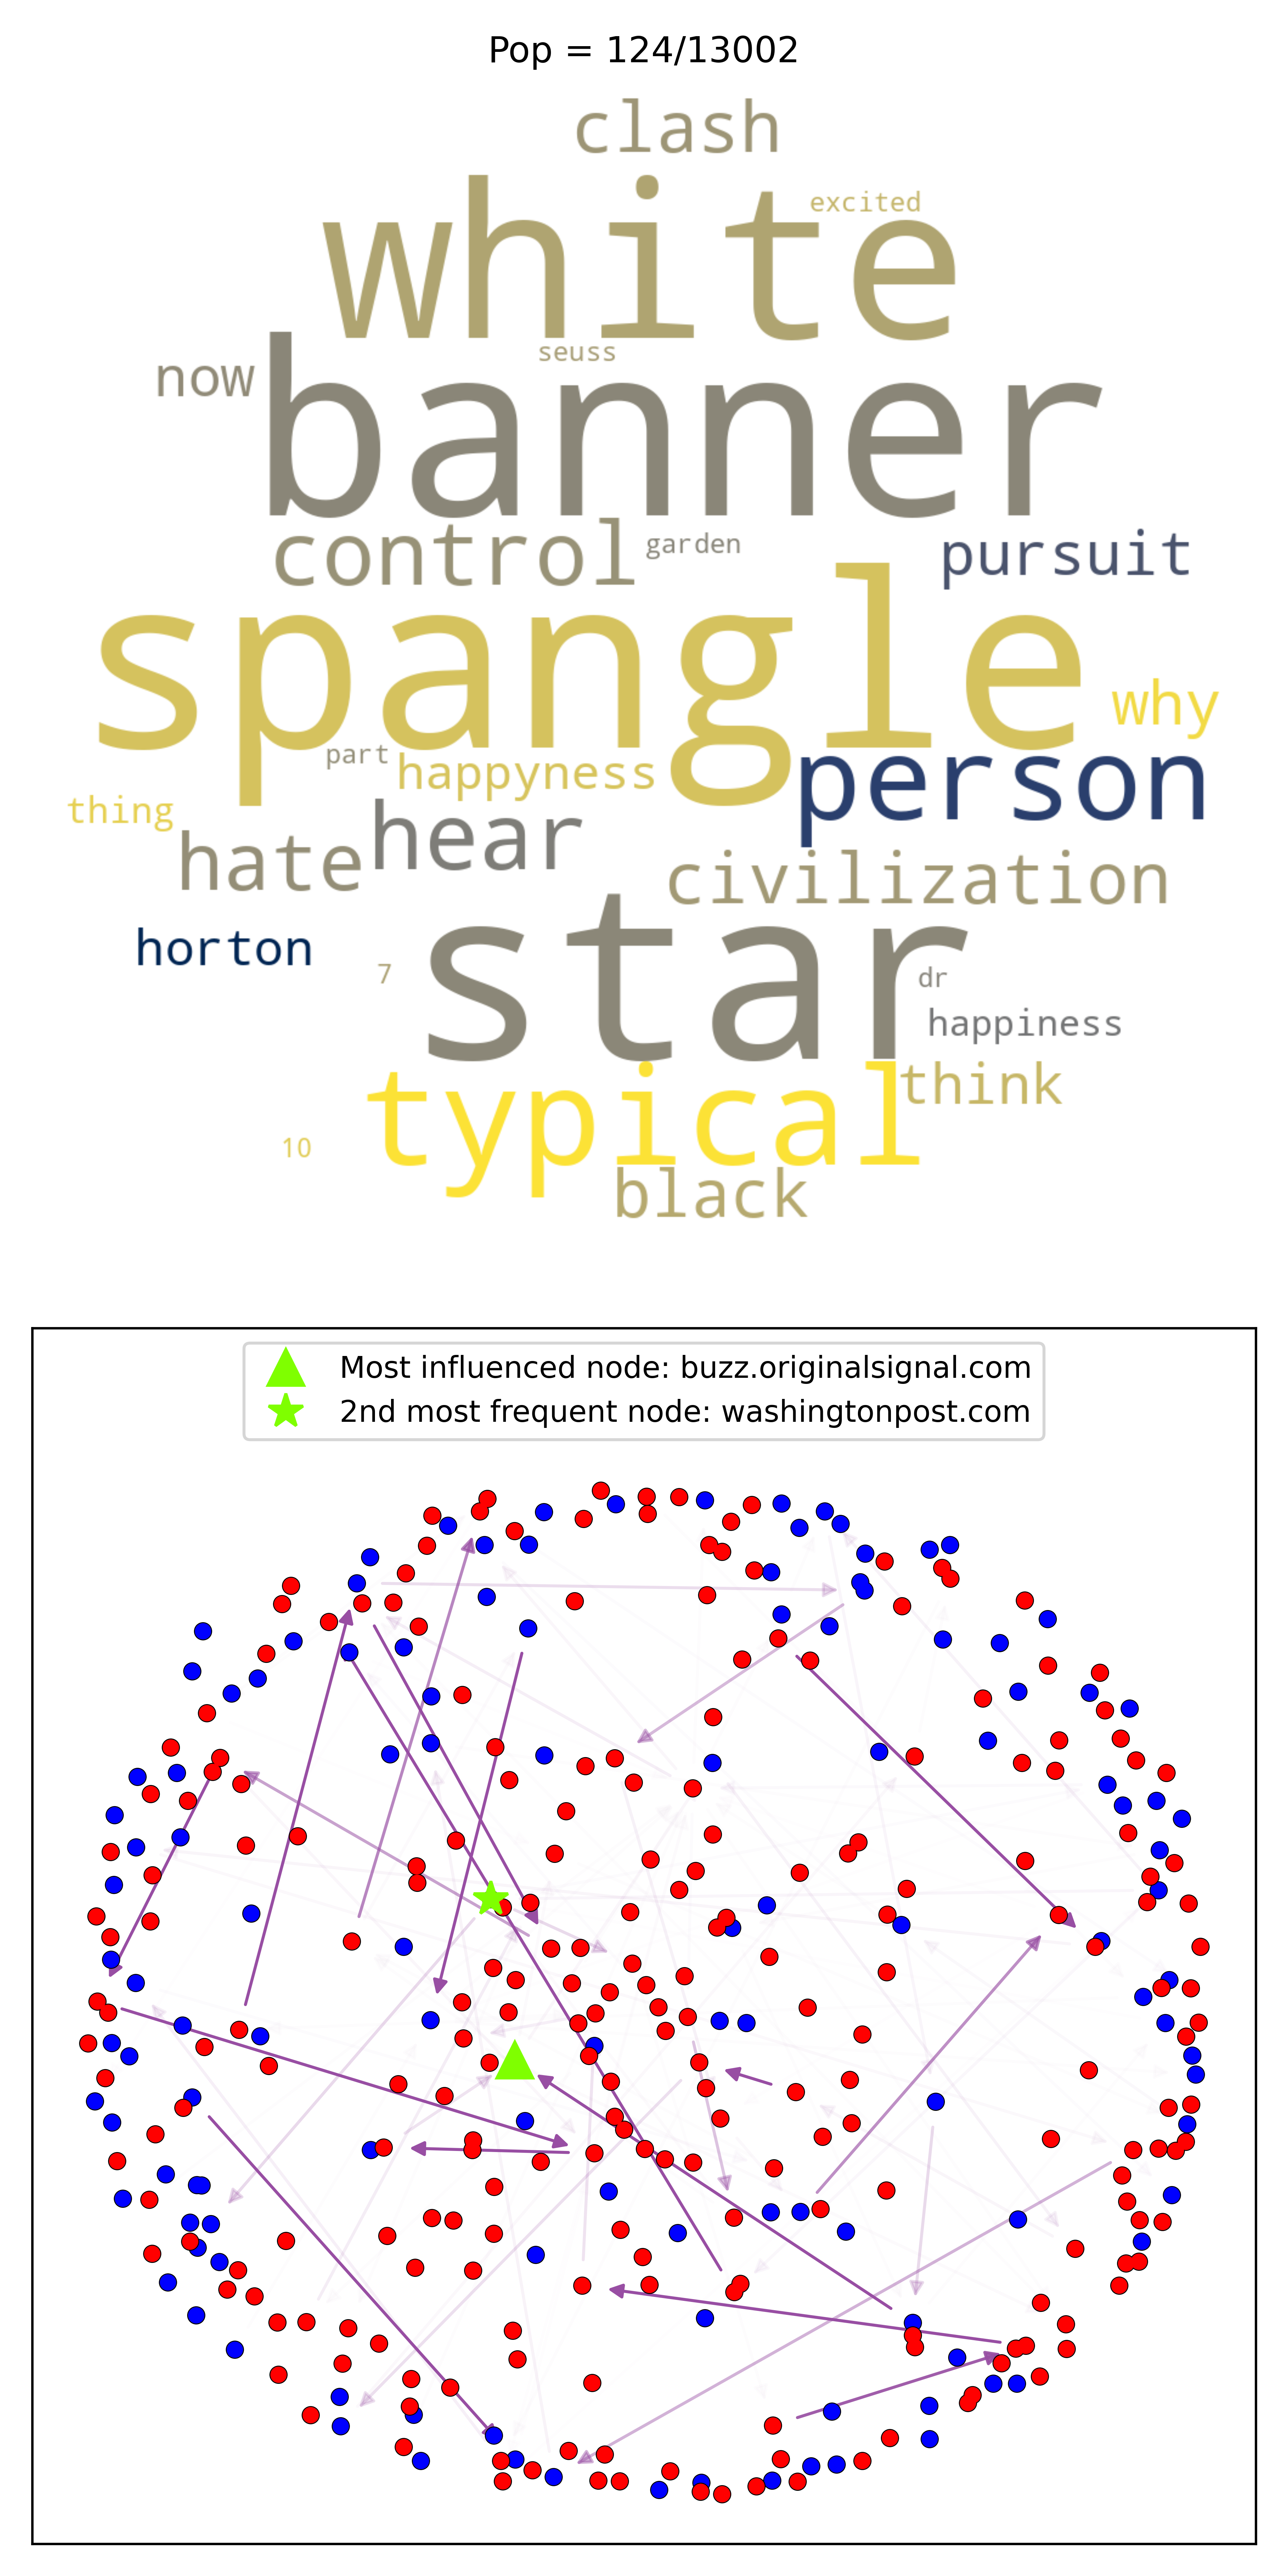 Pop = 124/13002
clash
white
excited
seuss
now
banner
control
garden
pursuit
spangle
why
part
happyness
person
thing
hear
hate
civilization
horton
star
7
dr
happiness
typical
think
10
black
Most influenced node: buzz.originalsignal.com
2nd most frequent node: washingtonpost.com